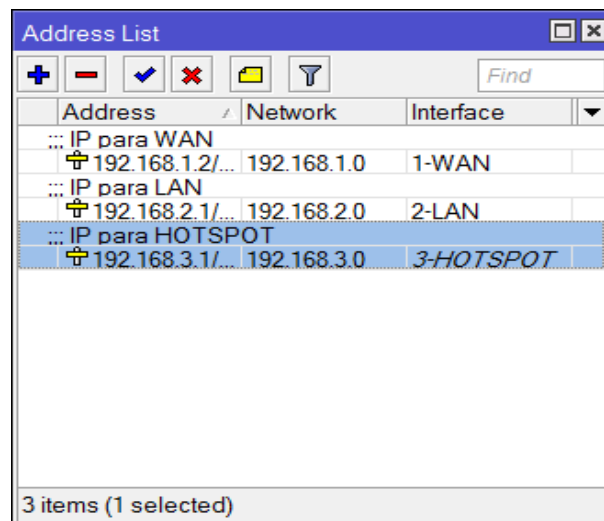 Address List
Find
Address Network Interface
;;; IP para WAN
192.168.1.2/... 192.168.1.0 1-WAN
;;; IP para LAN
192.168.2.1/... 192.168.2.0 2-LAN
;;; IP para HOTSPOT
192.168.3.1/... 192.168.3.0 3-HOTSPOT
3 items (1 selected)